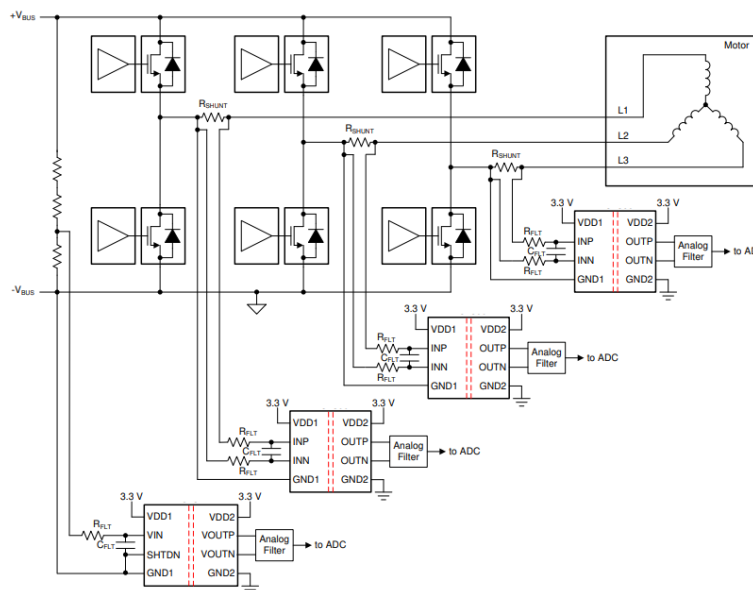 +VBUS
Motor
RSHUNT
L1
RSHUNT
L2
RSHUNT
L3
-VBUS
3.3 V
3.3 V
VDD1
VDD2
RFLT
INP
OUTP
CFLT
Analog
Filter
INN
OUTN
RFLT
GND1
GND2
to AD
3.3 V
3.3 V
VDD1
VDD2
RFLT
INP
OUTP
CFLT
Analog
Filter
to ADC
INN
OUTN
RFLT
GND1
GND2
3.3 V
3.3 V
VDD1
VDD2
RFLT
INP
OUTP
CFLT
Analog
Filter
to ADC
INN
OUTN
RFLT
GND1
GND2
3.3 V
3.3 V
VDD1
VDD2
RFLT
VIN
VOUTP
CFLT
Analog
Filter
to ADC
SHTDN
VOUTN
GND1
GND2